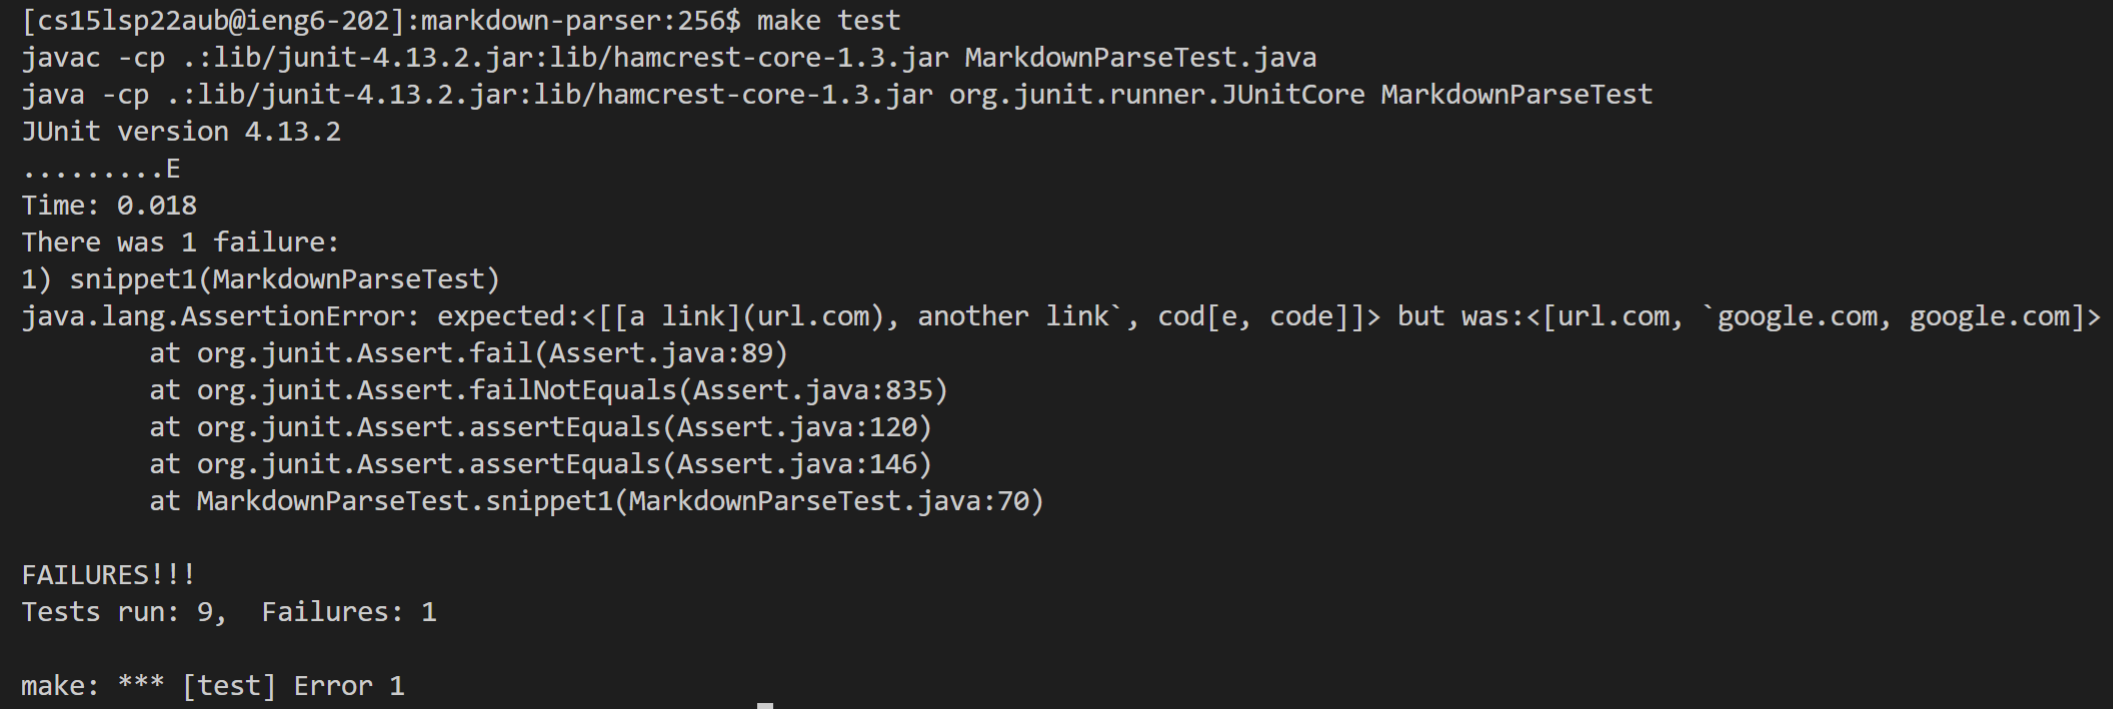 [cs15lsp22aub@ieng6-202]:markdown-parser:256$ make test
javac -cp .:lib/junit-4.13.2.jar:lib/hamcrest-core-1.3.jar MarkdownParseTest.java
java -cp .:lib/junit-4.13.2.jar:lib/hamcrest-core-1.3.jar org.junit.runner.JUnitCore MarkdownParseTest
JUnit version 4.13.2
.........E
Time: 0.018
There was 1 failure:
1) snippet1(MarkdownParseTest)
java.lang.AssertionError: expected:<[[a link](url.com), another link`, cod[e, code]]> but was:<[url.com, `google.com, google.com]>
        at org.junit.Assert.fail(Assert.java:89)
        at org.junit.Assert.failNotEquals(Assert.java:835)
        at org.junit.Assert.assertEquals(Assert.java:120)
        at org.junit.Assert.assertEquals(Assert.java:146)
        at MarkdownParseTest.snippet1(MarkdownParseTest.java:70)

FAILURES!!!
Tests run: 9,  Failures: 1

make: *** [test] Error 1